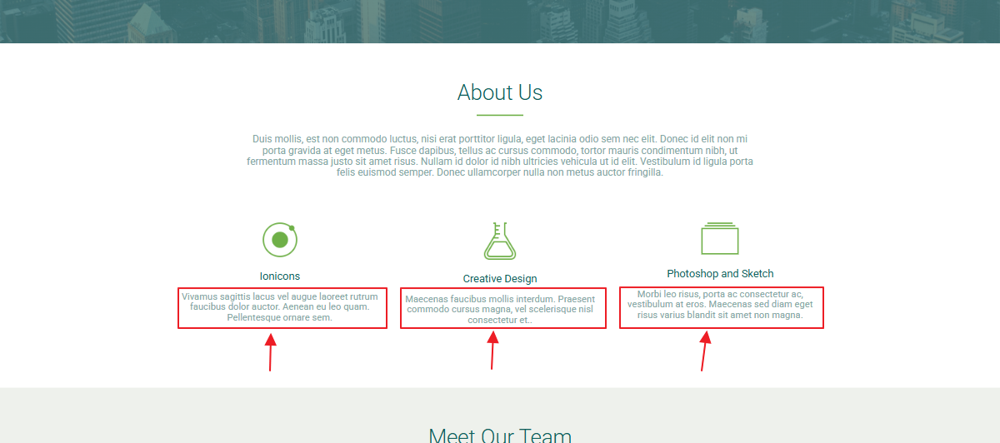 About Us
Duis mollis, est non commodo luctus, nisi erat porttitor ligula, eget lacinia odio sem nec elit. Donec id elit non mi
porta gravida at eget metus. Fusce dapibus, tellus ac cursus commodo, tortor mauris condimentum nibh, ut
fermentum massa justo sit amet risus. Nullam id dolor id nibh ultricies vehicula ut id elit. Vestibulum id ligula porta
felis euismod semper. Donec ullamcorper nulla non metus auctor fringilla.
Ionicons
Vivamus sagittis lacus vel augue laoreet rutrum
faucibus dolor auctor. Aenean eu leo quam.
Pellentesque ornare sem.
Creative Design
Maecenas faucibus mollis interdum. Praesent
commodo cursus magna, vel scelerisque nisl
consectetur et..
Photoshop and Sketch
Morbi leo risus, porta ac consectetur ac,
vestibulum at eros. Maecenas sed diam eget
risus varius blandit sit amet non magna.
Meet Our Team